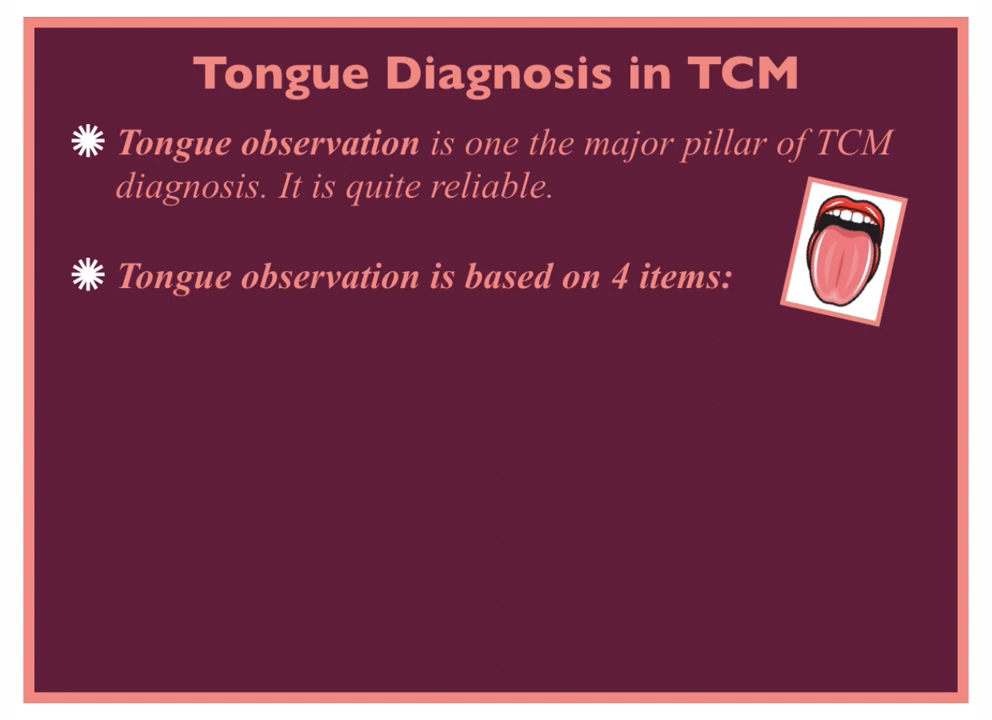 Tongue Diagnosis in TCM
Tongue observation is one the major pillar of TCM
diagnosis. It is quite reliable.
Tongue observation is based on 4 items: